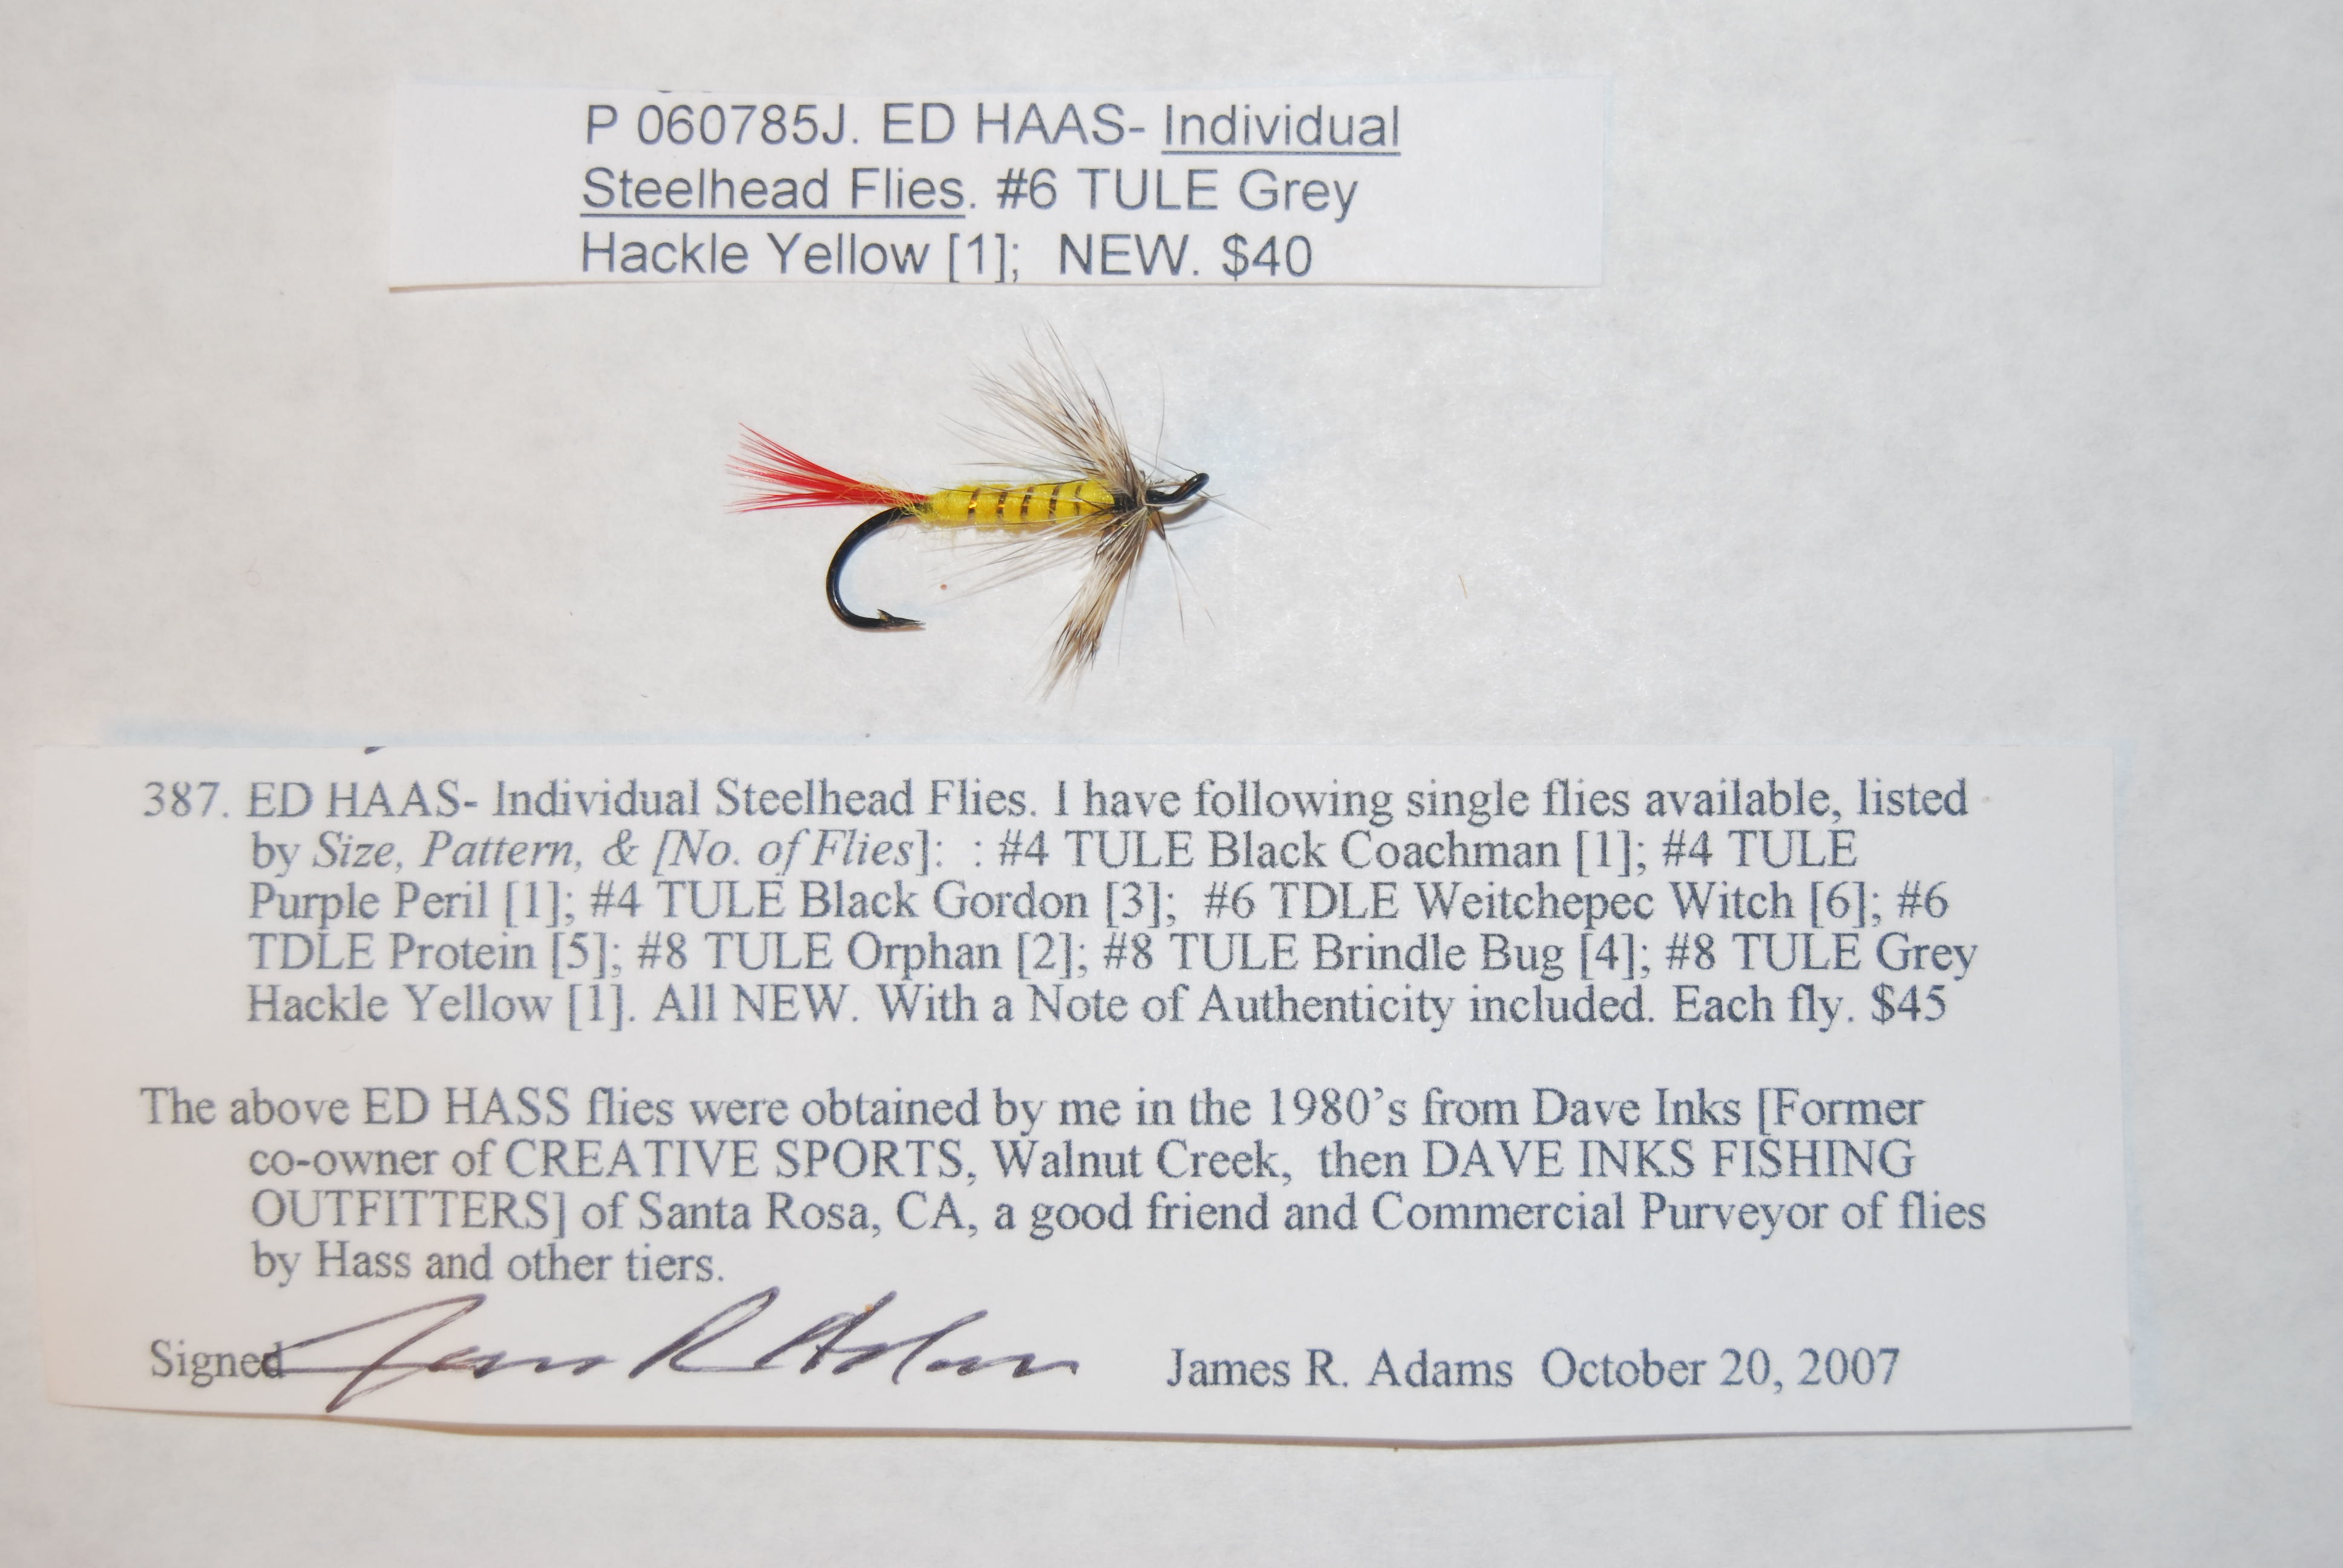 P 060785J. ED HAAS- Individual
Steelhead Flies. #6 TULE Grey
Hackle Yellow [1];  NEW. $40
387. ED HAAS- Individual Steelhead Flies. I have following single flies available, listed
by Size, Pattern, & [No. of Flies]:  : #4 TULE Black Coachman [1]; #4 TULE
Purple Peril [1]; #4 TULE Black Gordon [3];  #6 TDLE Weitchepec Witch [6]; #6
TDLE Protein [5]; #8 TULE Orphan [2]; #8 TULE Brindle Bug [4]; #8 TULE Grey
Hackle Yellow [1]. All NEW. With a Note of Authenticity included. Each fly. $45
The above ED HASS flies were obtained by me in the 1980's from Dave Inks [Former
co-owner of CREATIVE SPORTS, Walnut Creek,  then DAVE INKS FISHING
OUTFITTERS] of Santa Rosa, CA, a good friend and Commercial Purveyor of flies
by Hass and other tiers.
Signed James R Adams James R. Adams  October 20, 2007